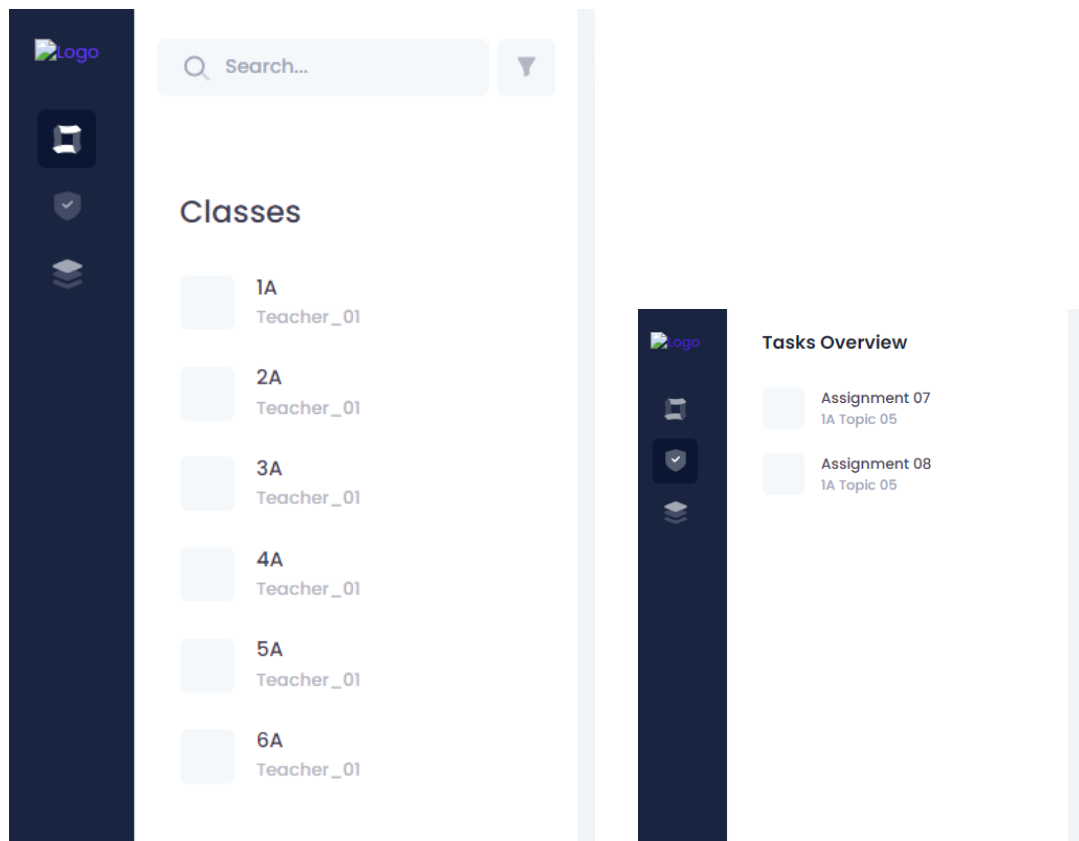 Logo
Search...
Classes
1A
Teacher_01
2A
Teacher_01
3A
Teacher_01
4A
Teacher_01
5A
Teacher_01
6A
Teacher_01
Logo
Tasks Overview
Assignment 07
1A Topic 05
Assignment 08
1A Topic 05